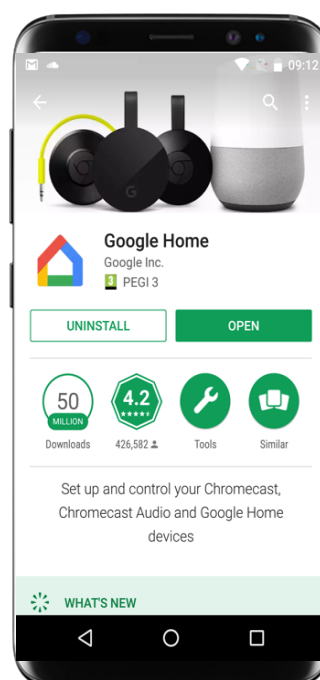 09:12
G
Google Home
Google Inc.
3 PEGI 3
UNINSTALL
OPEN
50
MILLION
Downloads
4.2
426,582
Tools
Similar
Set up and control your Chromecast,
Chromecast Audio and Google Home
devices
WHAT'S NEW